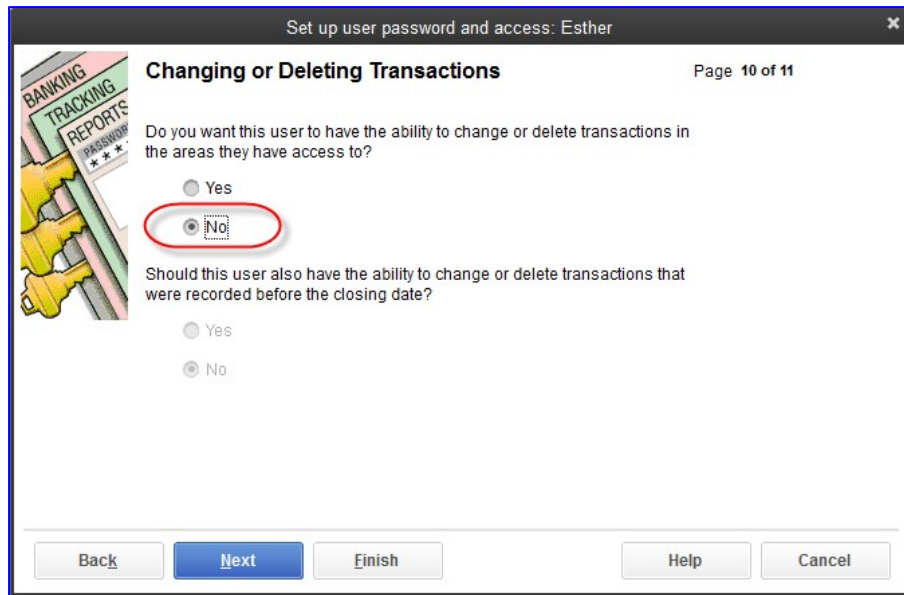 Set up user password and access: Esther
BANKING
TRACKING
REPORTS
PASSWOR
****
Changing or Deleting Transactions
Page 10 of 11
Do you want this user to have the ability to change or delete transactions in
the areas they have access to?
Yes
No
Should this user also have the ability to change or delete transactions that
were recorded before the closing date?
Yes
No
Back
Next
Finish
Help
Cancel